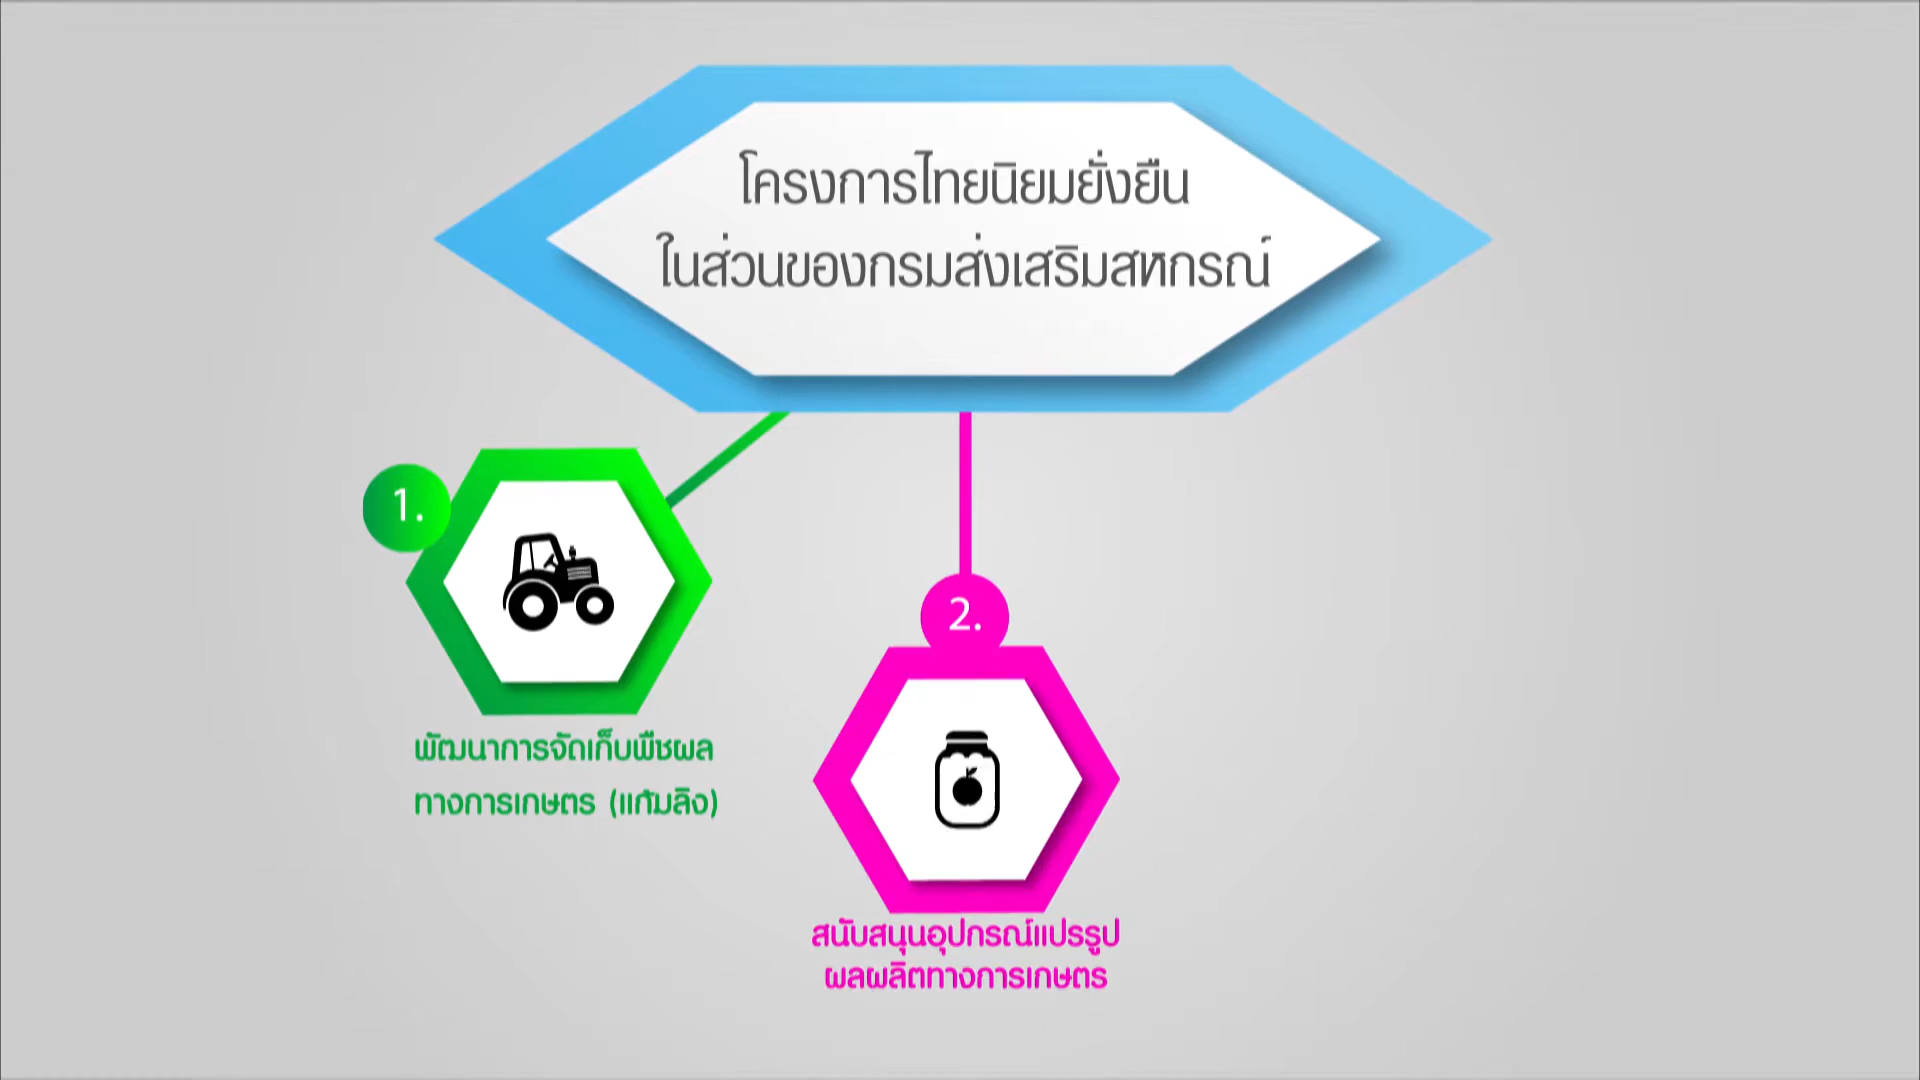 โครงการไทยนิยมยั่งยืน
ในส่วนของกรมส่งเสริมสหกรณ์
1.
พัฒนาการจัดเก็บพืชผล
ทางการเกษตร (แก้มลิง)
2.
สนับสนุนอุปกรณ์แปรรูป
ผลผลิตทางการเกษตร